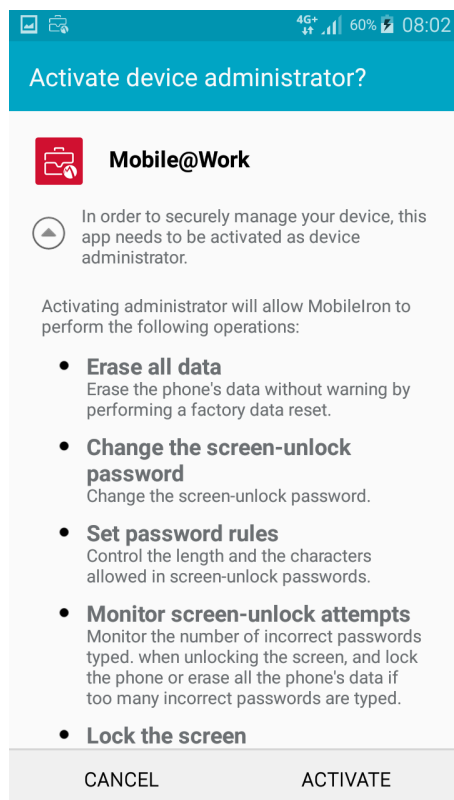 4G+ 60% 08:02
Activate device administrator?
Mobile@Work
In order to securely manage your device, this
app needs to be activated as device
administrator.
Activating administrator will allow MobileIron to
perform the following operations:
• Erase all data
Erase the phone's data without warning by
performing a factory data reset.
• Change the screen-unlock
password
Change the screen-unlock password.
• Set password rules
Control the length and the characters
allowed in screen-unlock passwords.
• Monitor screen-unlock attempts
Monitor the number of incorrect passwords
typed. when unlocking the screen, and lock
the phone or erase all the phone's data if
too many incorrect passwords are typed.
• Lock the screen
CANCEL ACTIVATE